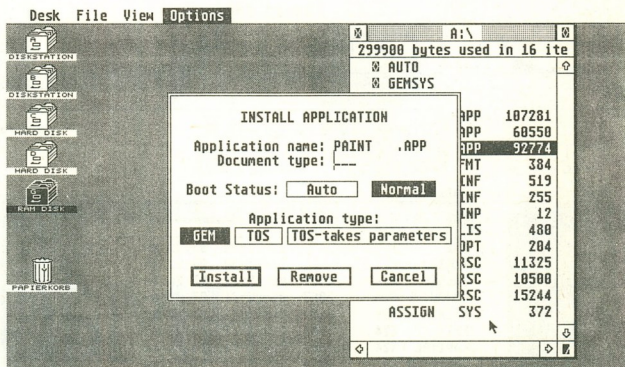 Desk File View Options
DISKSTATION
DISKSTATION
HARD DISK
HARD DISK
RAM DISK
PAPIERKORB
A:\
299900 bytes used in 16 ite
AUTO
GEMSYS
APP 107281
APP 60550
APP 92774
FMT 384
INF 519
INF 255
INP 12
LIS 480
OPT 204
RSC 11325
RSC 10500
RSC 15244
ASSIGN SYS 372
INSTALL APPLICATION
Application name: PAINT .APP
Document type: ___
Boot Status: Auto Normal
Application type:
GEM TOS TOS-takes parameters
Install Remove Cancel